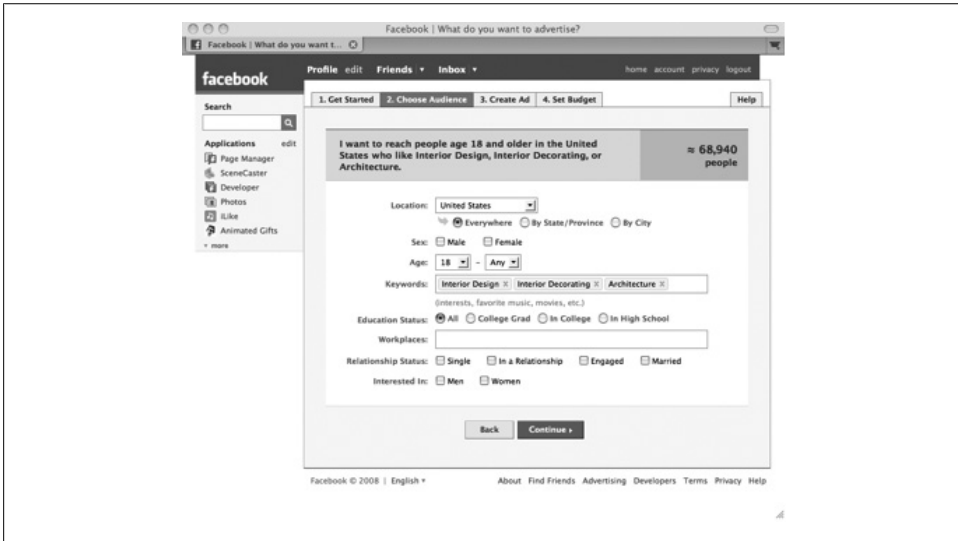 Facebook | What do you want to advertise?
Facebook | What do you want t...
facebook
Profile edit Friends Inbox
home account privacy logout
Search
Applications edit
Page Manager
SceneCaster
Developer
Photos
iLike
Animated Gifts
more
1. Get Started 2. Choose Audience 3. Create Ad 4. Set Budget Help
I want to reach people age 18 and older in the United
States who like Interior Design, Interior Decorating, or
Architecture.
≈ 68,940
people
Location: United States
Everywhere By State/Province By City
Sex: Male Female
Age: 18 - Any
Keywords: Interior Design x Interior Decorating x Architecture x
(interests, favorite music, movies, etc.)
Education Status: All College Grad In College In High School
Workplaces:
Relationship Status: Single In a Relationship Engaged Married
Interested In: Men Women
Back Continue
Facebook © 2008 | English
About Find Friends Advertising Developers Terms Privacy Help